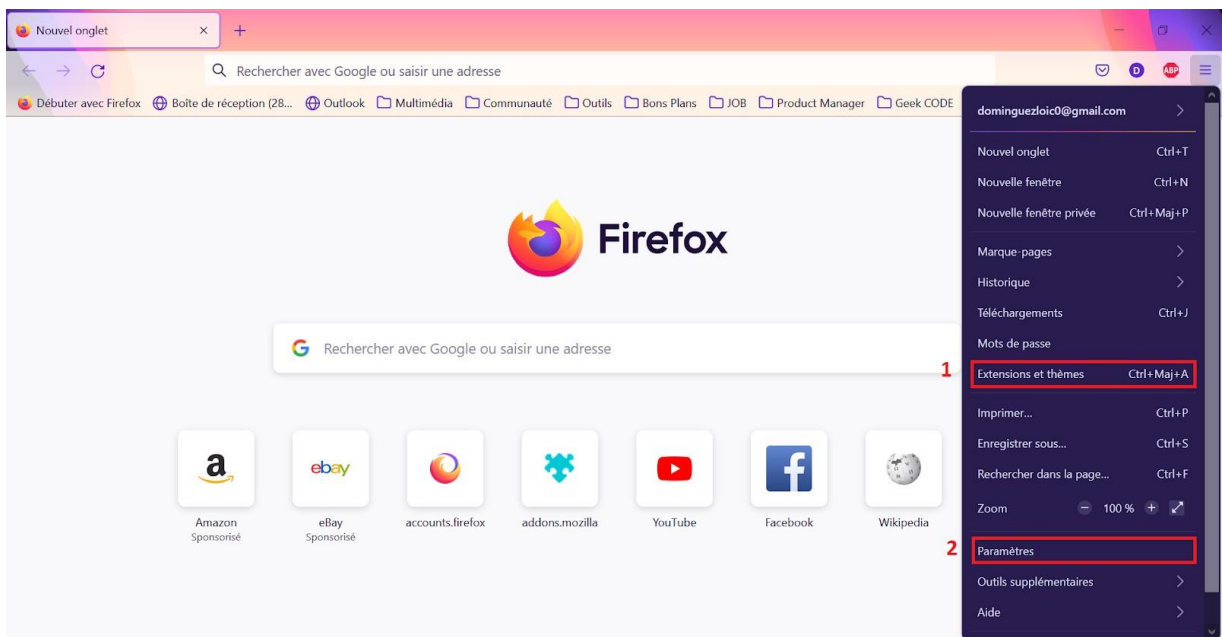 Nouvel onglet
Rechercher avec Google ou saisir une adresse
D ABP
Débuter avec Firefox Boîte de réception (28... Outlook Multimédia Communauté Outils Bons Plans JOB Product Manager Geek CODE
dominguezloic0@gmail.com
Nouvel onglet Ctrl+T
Nouvelle fenêtre Ctrl+N
Nouvelle fenêtre privée Ctrl+Maj+P
Marque-pages
Historique
Téléchargements Ctrl+J
Mots de passe
1 Extensions et thèmes Ctrl+Maj+A
Imprimer... Ctrl+P
Enregistrer sous... Ctrl+S
Rechercher dans la page... Ctrl+F
Zoom 100 %
2 Paramètres
Outils supplémentaires
Aide
Firefox
Rechercher avec Google ou saisir une adresse
a ebay f
Amazon eBay accounts.firefox addons.mozilla YouTube Facebook Wikipedia
Sponsorisé Sponsorisé